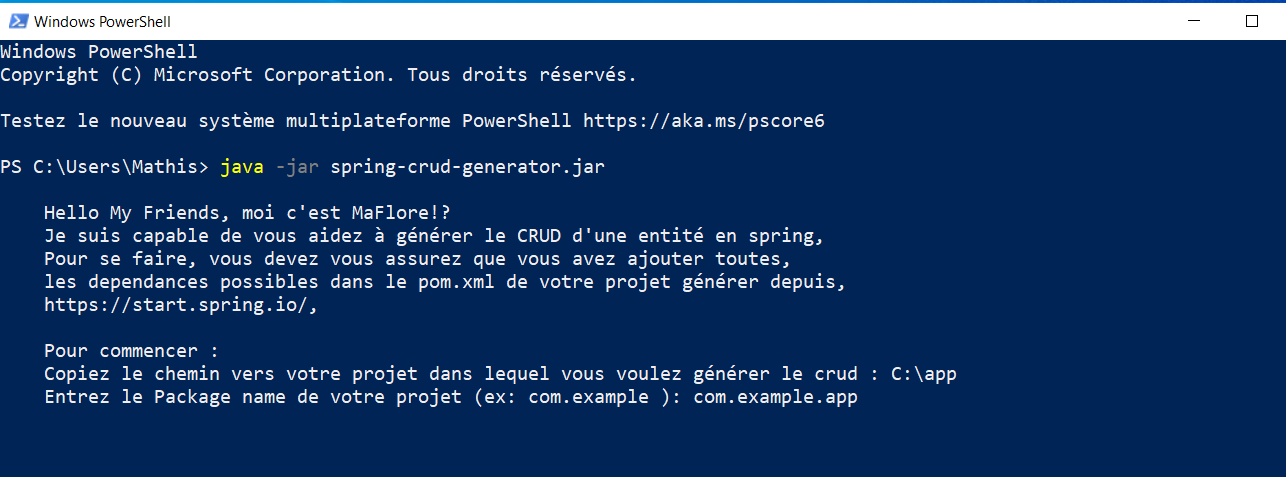 Windows PowerShell
Windows PowerShell
Copyright (C) Microsoft Corporation. Tous droits réservés.
Testez le nouveau système multiplateforme PowerShell https://aka.ms/pscore6
PS C:\Users\Mathis> java -jar spring-crud-generator.jar
Hello My Friends, moi c'est MaFlore!?
Je suis capable de vous aidez à générer le CRUD d'une entité en spring,
Pour se faire, vous devez vous assurez que vous avez ajouter toutes,
les dependances possibles dans le pom.xml de votre projet générer depuis,
https://start.spring.io/,
Pour commencer :
Copiez le chemin vers votre projet dans lequel vous voulez générer le crud : C:\app
Entrez le Package name de votre projet (ex: com.example ): com.example.app